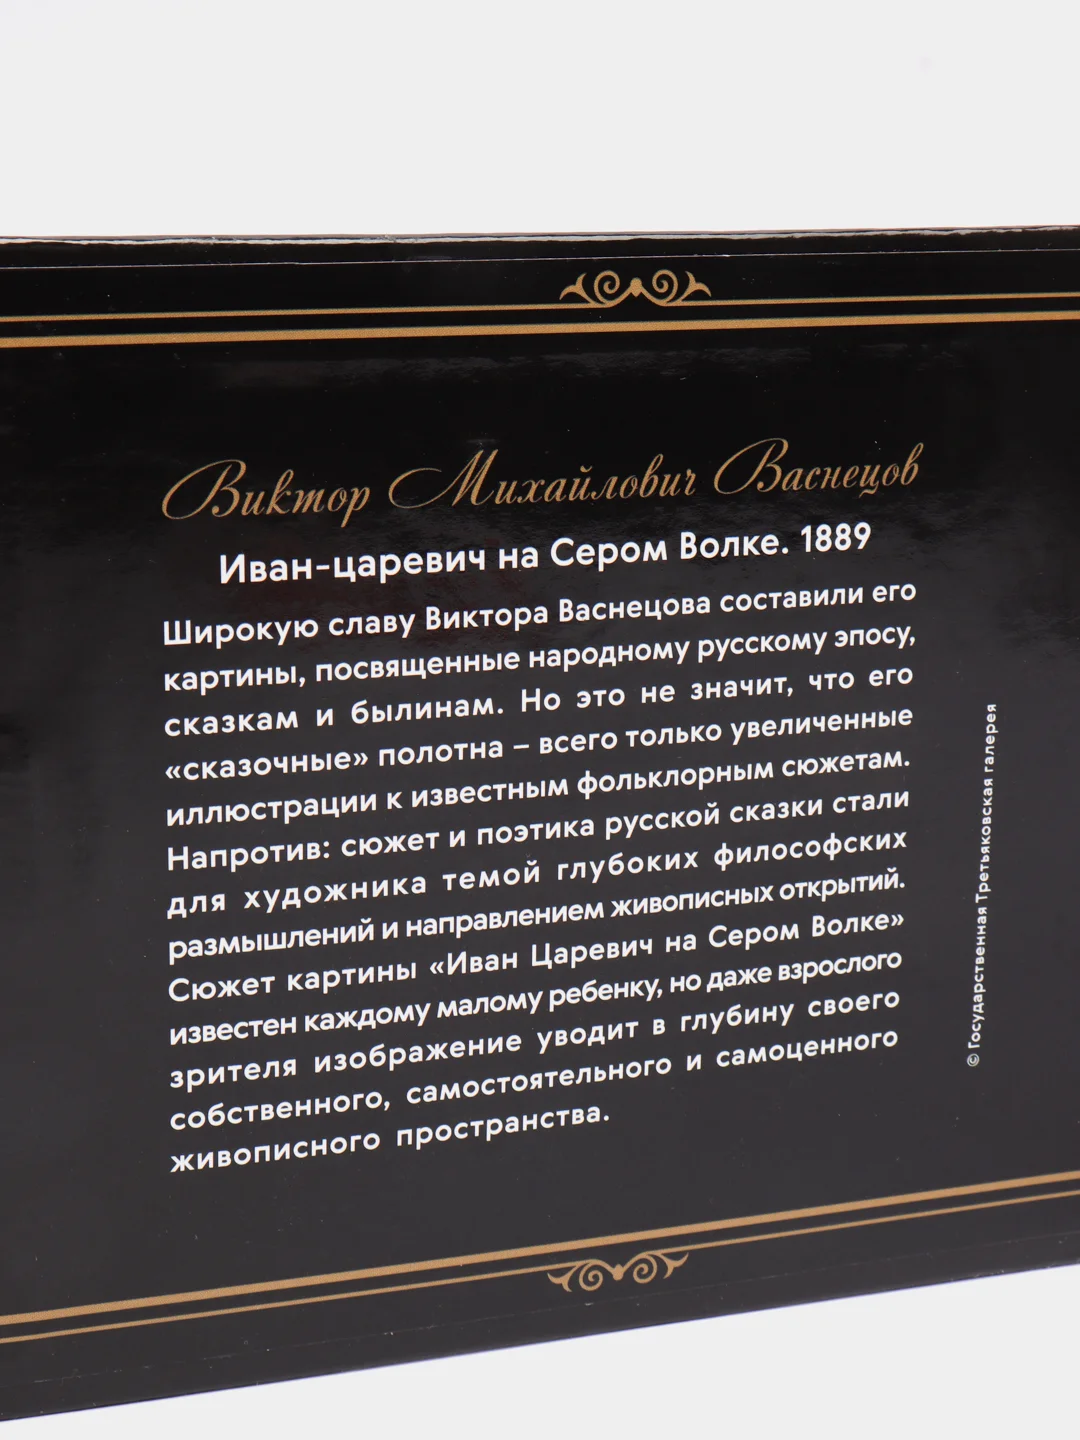 Виктор Михайлович Васнецов
Иван-царевич на Сером Волке. 1889
Широкую славу Виктора Васнецова составили его
картины, посвященные народному русскому эпосу,
сказкам и былинам. Но это не значит, что его
«сказочные» полотна – всего только увеличенные
иллюстрации к известным фольклорным сюжетам.
Напротив: сюжет и поэтика русской сказки стали
для художника темой глубоких философских
размышлений и направлением живописных открытий.
Сюжет картины «Иван Царевич на Сером Волке»
известен каждому малому ребенку, но даже взрослого
зрителя изображение уводит в глубину своего
собственного, самостоятельного и самоценного
живописного пространства.
© Государственная Третьяковская галерея